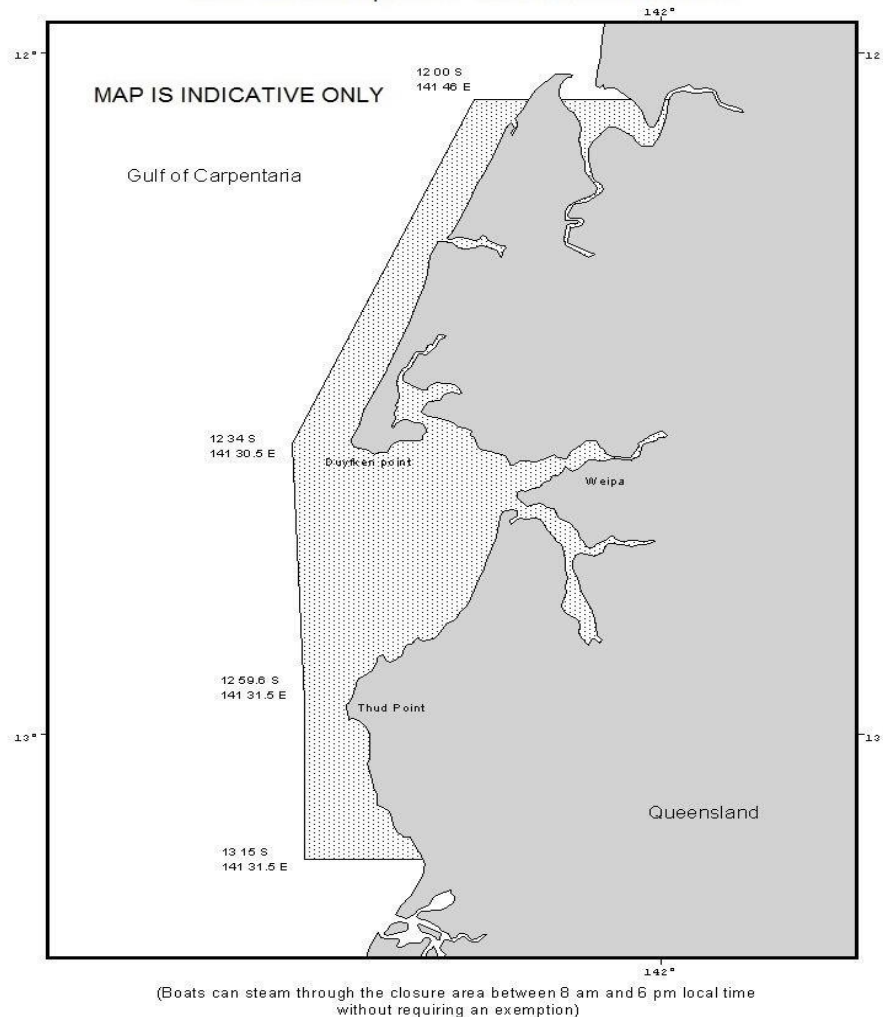 142°
12°
12
12 00 S
141 46 E
MAP IS INDICATIVE ONLY
Gulf of Carpentaria
12 34 S
141 30.5 E
Duyfken point
Weipa
12 59.6 S
141 31.5 E
Thud Point
13°
13
Queensland
13 15 S
141 31.5 E
142°
(Boats can steam through the closure area between 8 am and 6 pm local time
without requiring an exemption)